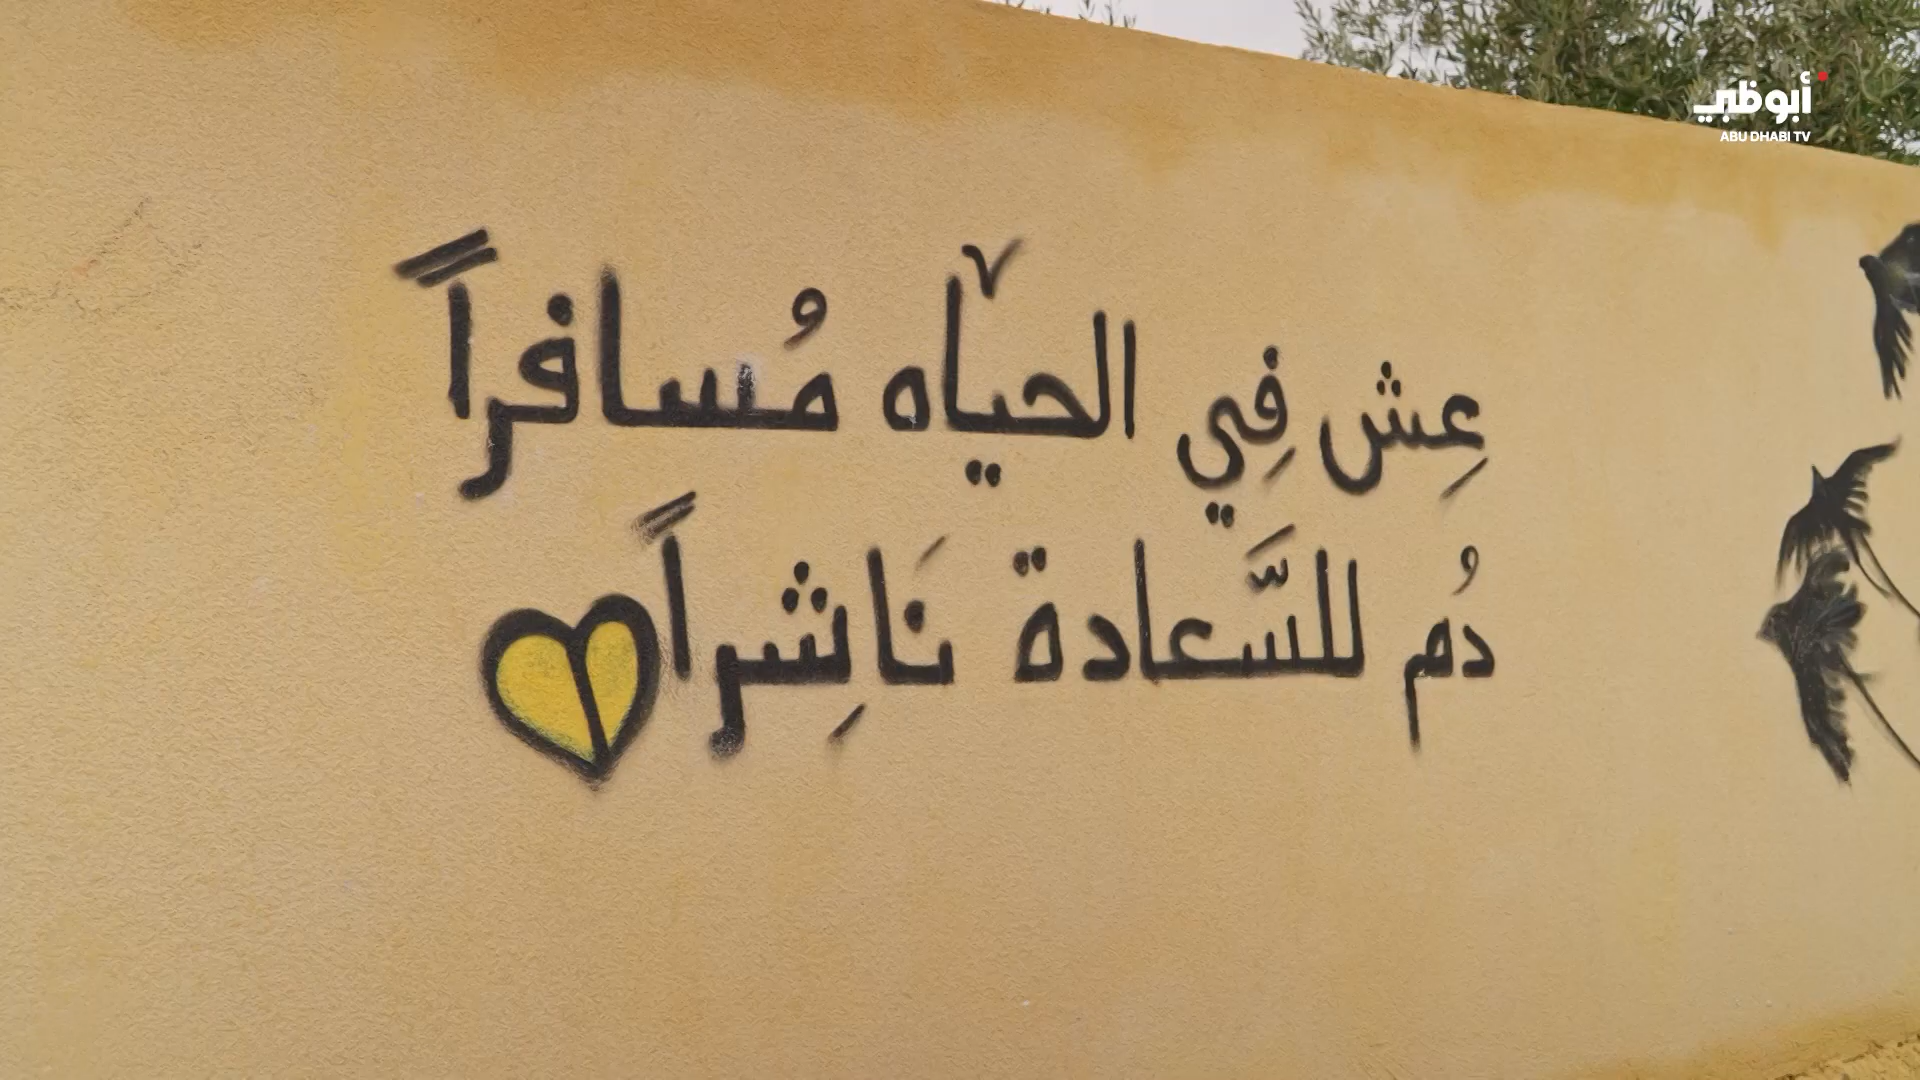 أبوظبي
ABU DHABI TV
عِش فِي الحياه مُسافراً
دُم للسَّعادة نَاشِراً